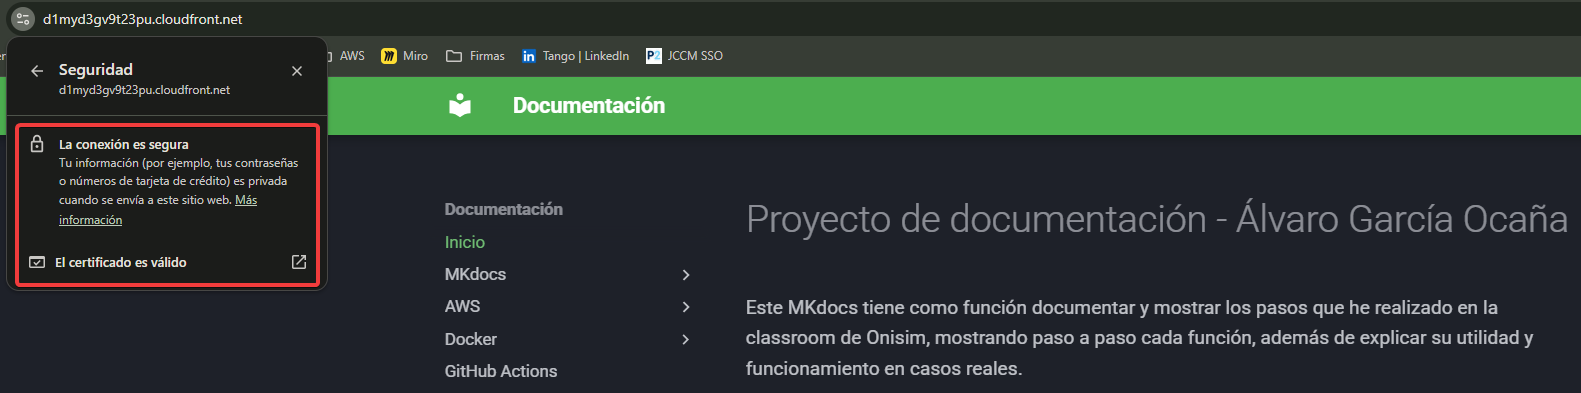 d1myd3gv9t23pu.cloudfront.net
AWS
Miro
Firmas
Tango | LinkedIn
P2 JCCM SSO
Seguridad
d1myd3gv9t23pu.cloudfront.net
La conexión es segura
Tu información (por ejemplo, tus contraseñas
o números de tarjeta de crédito) es privada
cuando se envía a este sitio web. Más
información
El certificado es válido
Documentación
Documentación
Inicio
MKdocs
AWS
Docker
GitHub Actions
Proyecto de documentación - Álvaro García Ocaña
Este MKdocs tiene como función documentar y mostrar los pasos que he realizado en la
classroom de Onisim, mostrando paso a paso cada función, además de explicar su utilidad y
funcionamiento en casos reales.